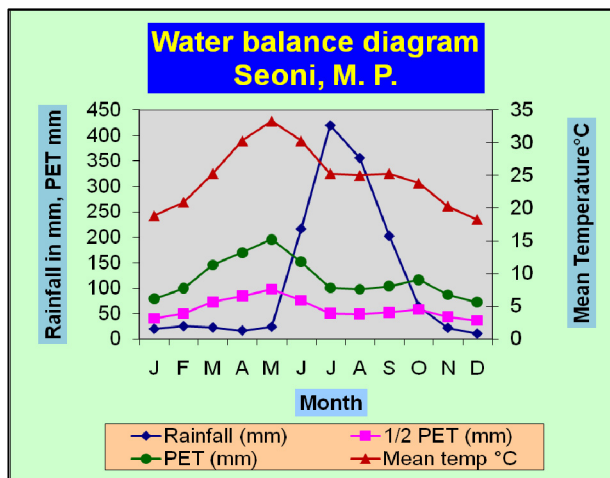 Water balance diagram
Seoni, M. P.
Rainfall in mm, PET mm
450
400
350
300
250
200
150
100
50
0
35
30
25
20
15
10
5
0
Mean Temperature°C
J F M A M J J A S O N D
Month
Rainfall (mm)
1/2 PET (mm)
PET (mm)
Mean temp °C